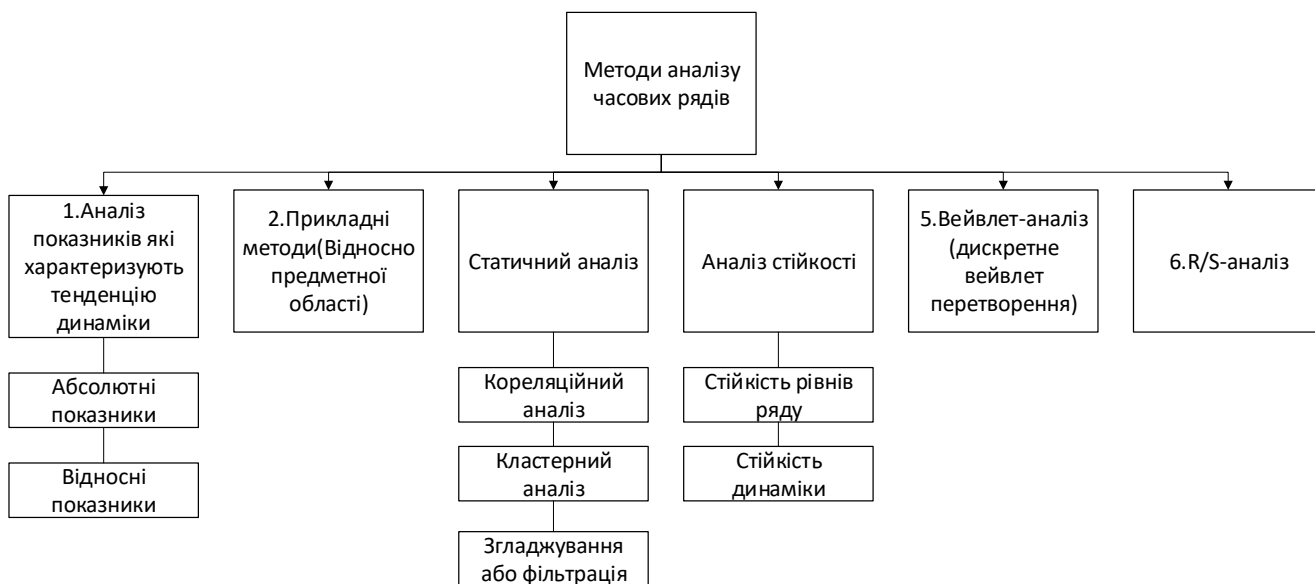 Методи аналізу
часових рядів
1.Аналіз
показників які
характеризують
тенденцію
динаміки
2.Прикладні
методи(Відносно
предметної
області)
Статичний аналіз
Аналіз стійкості
5.Вейвлет-аналіз
(дискретне
вейвлет
перетворення)
6.R/S-аналіз
Абсолютні
показники
Відносні
показники
Кореляційний
аналіз
Кластерний
аналіз
Згладжування
або фільтрація
Стійкість рівнів
ряду
Стійкість
динаміки